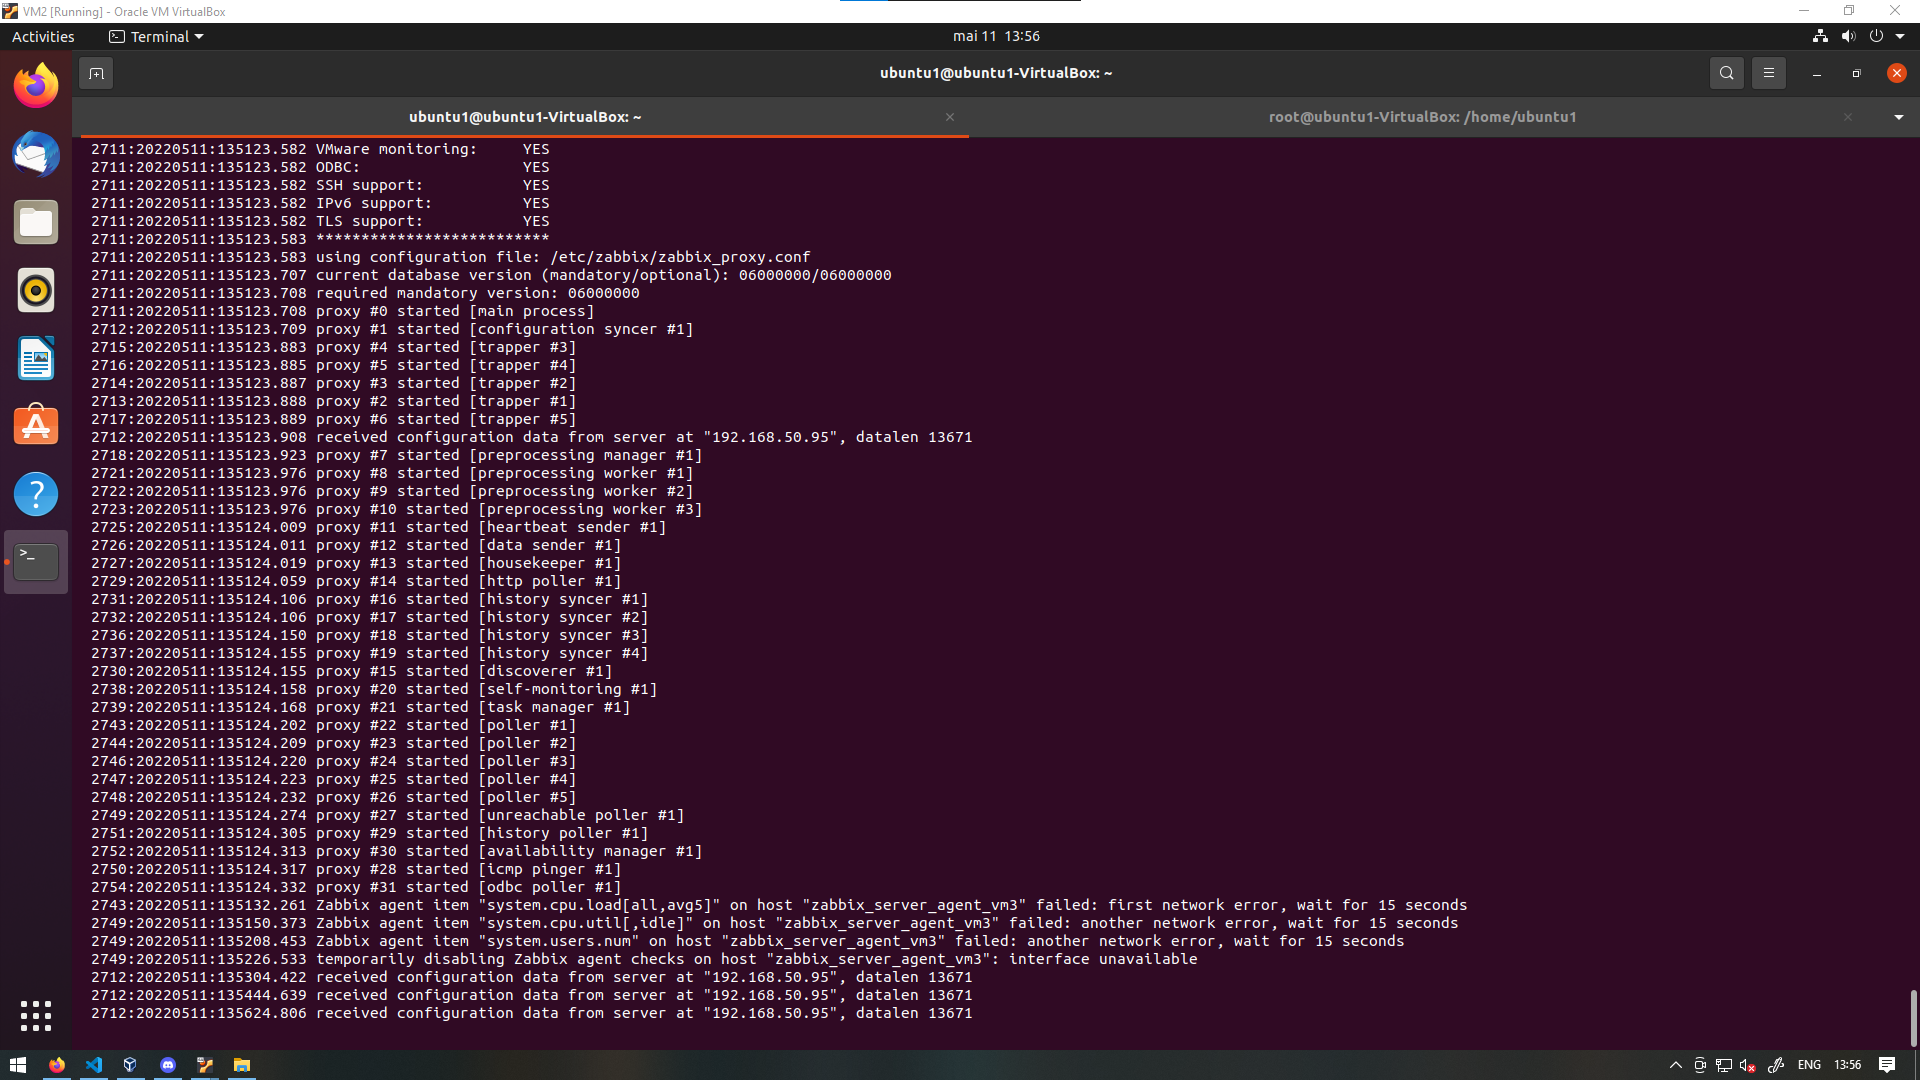 VM2 [Running] - Oracle VM VirtualBox
Activities
Terminal
mai 11 13:56
ubuntu1@ubuntu1-VirtualBox: ~
ubuntu1@ubuntu1-VirtualBox: ~
root@ubuntu1-VirtualBox: /home/ubuntu1
2711:20220511:135123.582 VMware monitoring: YES
2711:20220511:135123.582 ODBC: YES
2711:20220511:135123.582 SSH support: YES
2711:20220511:135123.582 IPv6 support: YES
2711:20220511:135123.582 TLS support: YES
2711:20220511:135123.583 **************************
2711:20220511:135123.583 using configuration file: /etc/zabbix/zabbix_proxy.conf
2711:20220511:135123.707 current database version (mandatory/optional): 06000000/06000000
2711:20220511:135123.708 required mandatory version: 06000000
2711:20220511:135123.708 proxy #0 started [main process]
2712:20220511:135123.709 proxy #1 started [configuration syncer #1]
2715:20220511:135123.883 proxy #4 started [trapper #3]
2716:20220511:135123.885 proxy #5 started [trapper #4]
2714:20220511:135123.887 proxy #3 started [trapper #2]
2713:20220511:135123.888 proxy #2 started [trapper #1]
2717:20220511:135123.889 proxy #6 started [trapper #5]
2712:20220511:135123.908 received configuration data from server at "192.168.50.95", datalen 13671
2718:20220511:135123.923 proxy #7 started [preprocessing manager #1]
2721:20220511:135123.976 proxy #8 started [preprocessing worker #1]
2722:20220511:135123.976 proxy #9 started [preprocessing worker #2]
2723:20220511:135123.976 proxy #10 started [preprocessing worker #3]
2725:20220511:135124.009 proxy #11 started [heartbeat sender #1]
2726:20220511:135124.011 proxy #12 started [data sender #1]
2727:20220511:135124.019 proxy #13 started [housekeeper #1]
2729:20220511:135124.059 proxy #14 started [http poller #1]
2731:20220511:135124.106 proxy #16 started [history syncer #1]
2732:20220511:135124.106 proxy #17 started [history syncer #2]
2736:20220511:135124.150 proxy #18 started [history syncer #3]
2737:20220511:135124.155 proxy #19 started [history syncer #4]
2730:20220511:135124.155 proxy #15 started [discoverer #1]
2738:20220511:135124.158 proxy #20 started [self-monitoring #1]
2739:20220511:135124.168 proxy #21 started [task manager #1]
2743:20220511:135124.202 proxy #22 started [poller #1]
2744:20220511:135124.209 proxy #23 started [poller #2]
2746:20220511:135124.220 proxy #24 started [poller #3]
2747:20220511:135124.223 proxy #25 started [poller #4]
2748:20220511:135124.232 proxy #26 started [poller #5]
2749:20220511:135124.274 proxy #27 started [unreachable poller #1]
2751:20220511:135124.305 proxy #29 started [history poller #1]
2752:20220511:135124.313 proxy #30 started [availability manager #1]
2750:20220511:135124.317 proxy #28 started [icmp pinger #1]
2754:20220511:135124.332 proxy #31 started [odbc poller #1]
2743:20220511:135132.261 Zabbix agent item "system.cpu.load[all,avg5]" on host "zabbix_server_agent_vm3" failed: first network error, wait for 15 seconds
2749:20220511:135150.373 Zabbix agent item "system.cpu.util[,idle]" on host "zabbix_server_agent_vm3" failed: another network error, wait for 15 seconds
2749:20220511:135208.453 Zabbix agent item "system.users.num" on host "zabbix_server_agent_vm3" failed: another network error, wait for 15 seconds
2749:20220511:135226.533 temporarily disabling Zabbix agent checks on host "zabbix_server_agent_vm3": interface unavailable
2712:20220511:135304.422 received configuration data from server at "192.168.50.95", datalen 13671
2712:20220511:135444.639 received configuration data from server at "192.168.50.95", datalen 13671
2712:20220511:135624.806 received configuration data from server at "192.168.50.95", datalen 13671
ENG
13:56